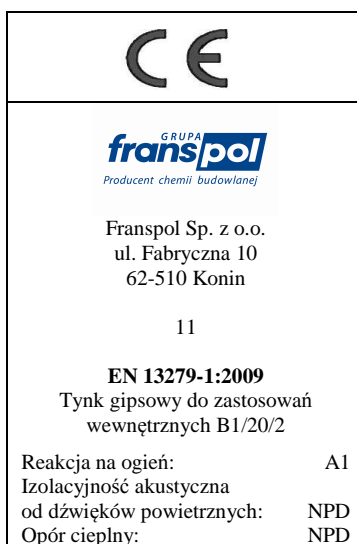 CE
GRUPA
franspol
Producent chemii budowlanej
Franspol Sp. z o.o.
ul. Fabryczna 10
62-510 Konin
11
EN 13279-1:2009
Tynk gipsowy do zastosowań
wewnętrznych B1/20/2
Reakcja na ogień: A1
Izolacyjność akustyczna
od dźwięków powietrznych: NPD
Opór cieplny: NPD